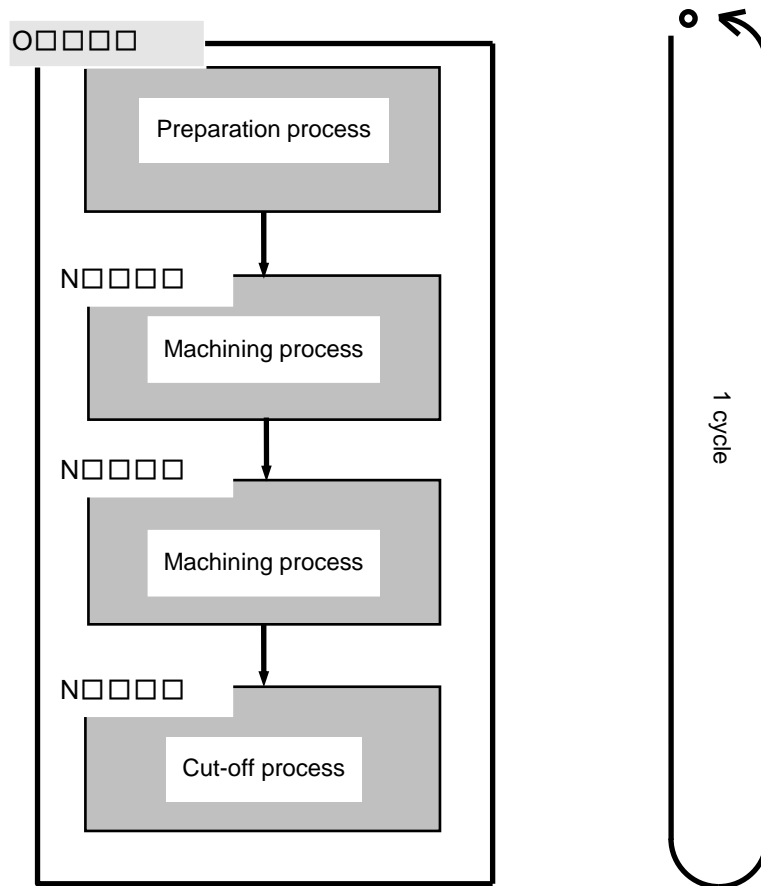 O□□□□
Preparation process
N□□□□
Machining process
N□□□□
Machining process
N□□□□
Cut-off process
1 cycle